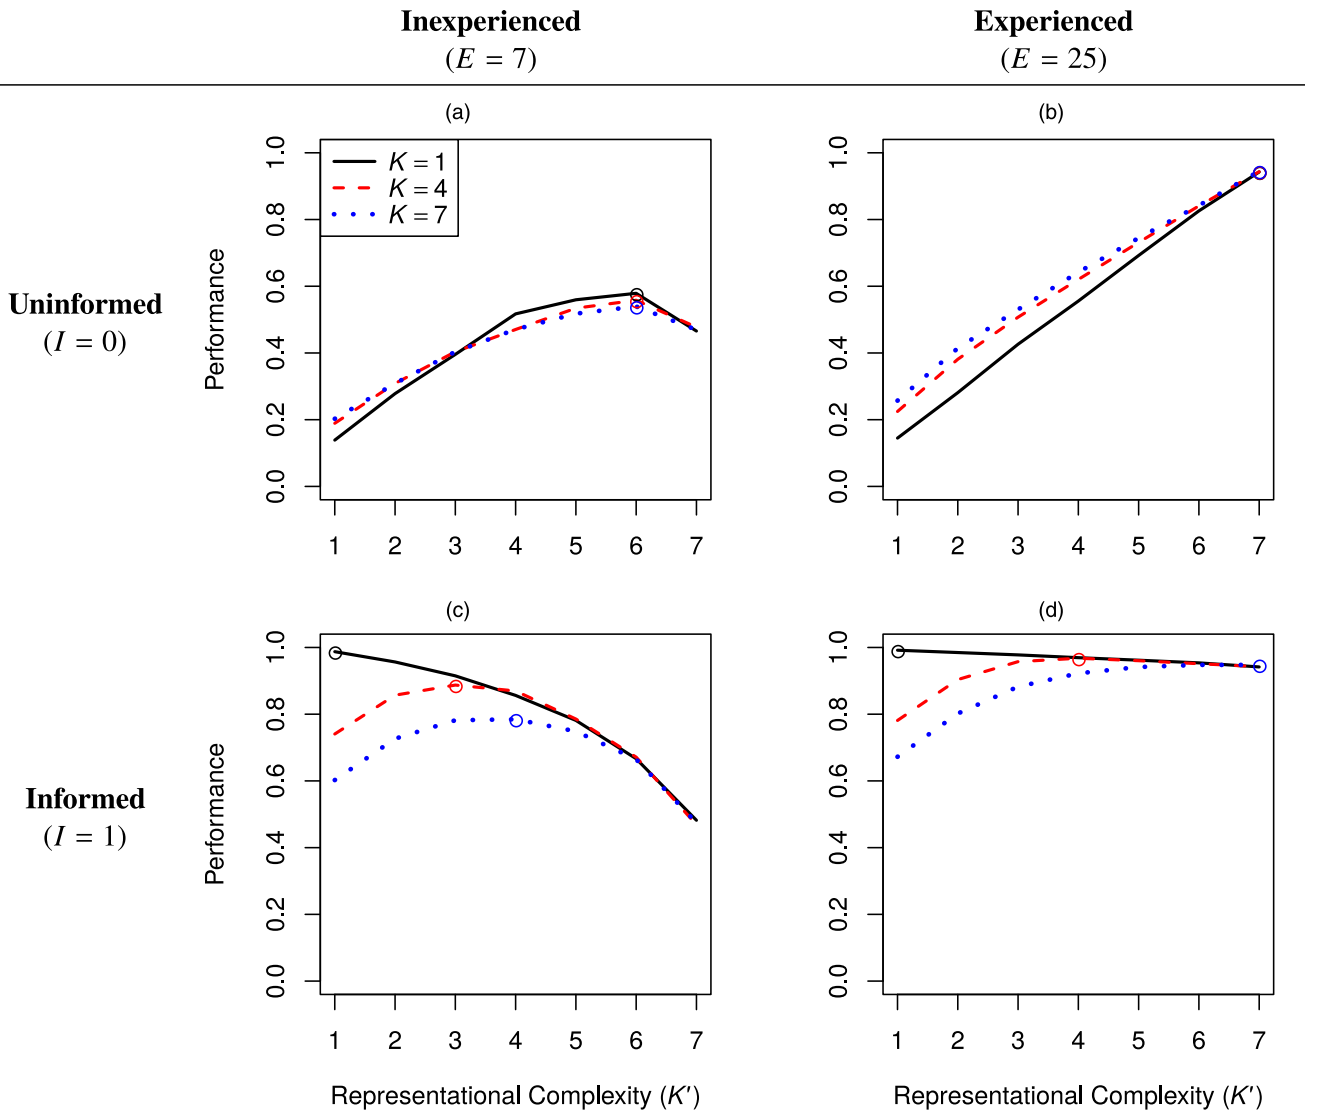 Inexperienced Experienced
(E = 7) (E = 25)
(a) (b)
Uninformed
(I = 0)
Performance
0.0 0.2 0.4 0.6 0.8 1.0
K = 1
K = 4
K = 7
1 2 3 4 5 6 7
0.0 0.2 0.4 0.6 0.8 1.0
1 2 3 4 5 6 7
(c) (d)
Informed
(I = 1)
Performance
0.0 0.2 0.4 0.6 0.8 1.0
1 2 3 4 5 6 7
Representational Complexity (K′)
0.0 0.2 0.4 0.6 0.8 1.0
1 2 3 4 5 6 7
Representational Complexity (K′)